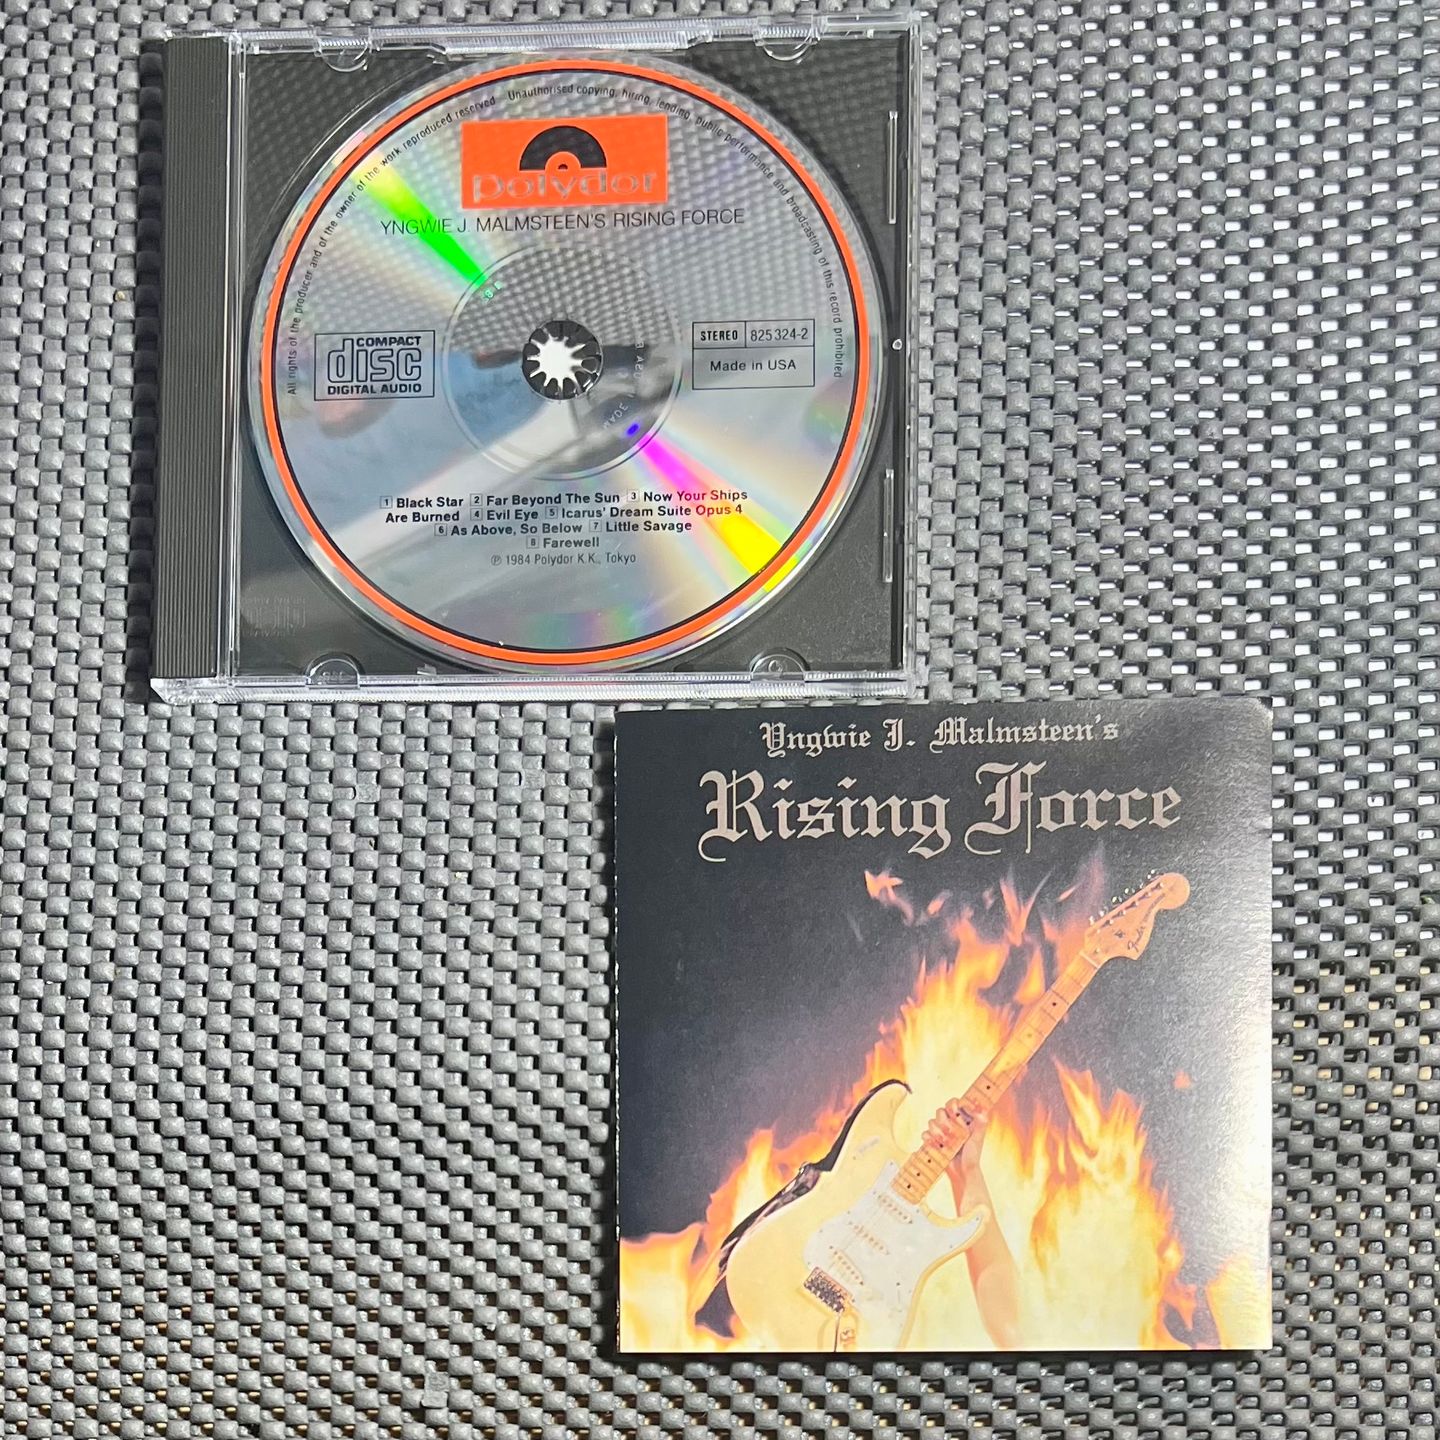 All rights of the producer and of the owner of the work reproduced reserved Unauthorised copying, hiring, lending, public performance and broadcasting of this record prohibited
polydor
YNGWIE J. MALMSTEEN'S RISING FORCE
COMPACT
disc
DIGITAL AUDIO
STEREO 825 324-2
Made in USA
1 Black Star 2 Far Beyond The Sun 3 Now Your Ships
Are Burned 4 Evil Eye 5 Icarus' Dream Suite Opus 4
6 As Above, So Below 7 Little Savage
8 Farewell
℗ 1984 Polydor K.K., Tokyo
Yngwie J. Malmsteen's
Rising Force
Fender